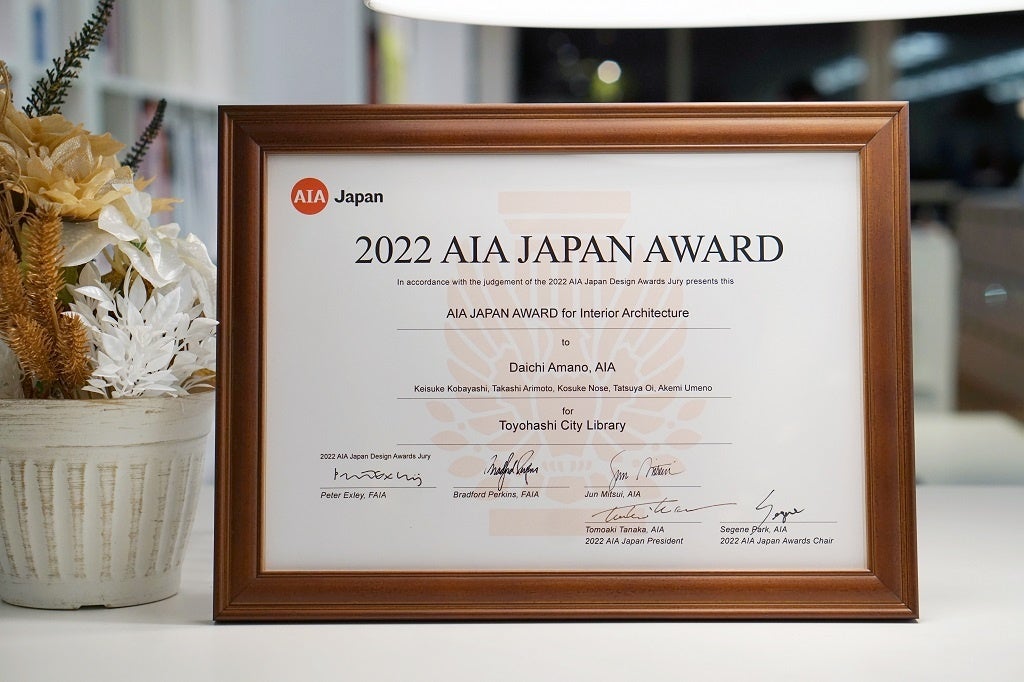 AIA Japan
2022 AIA JAPAN AWARD
In accordance with the judgement of the 2022 AIA Japan Design Awards Jury presents this
AIA JAPAN AWARD for Interior Architecture
to
Daichi Amano, AIA
Keisuke Kobayashi, Takashi Arimoto, Kosuke Nose, Tatsuya Oi, Akemi Umeno
for
Toyohashi City Library
2022 AIA Japan Design Awards Jury
Peter Exley, FAIA
Bradford Perkins, FAIA
Jun Mitsui, AIA
Tomoaki Tanaka, AIA
2022 AIA Japan President
Segene Park, AIA
2022 AIA Japan Awards Chair